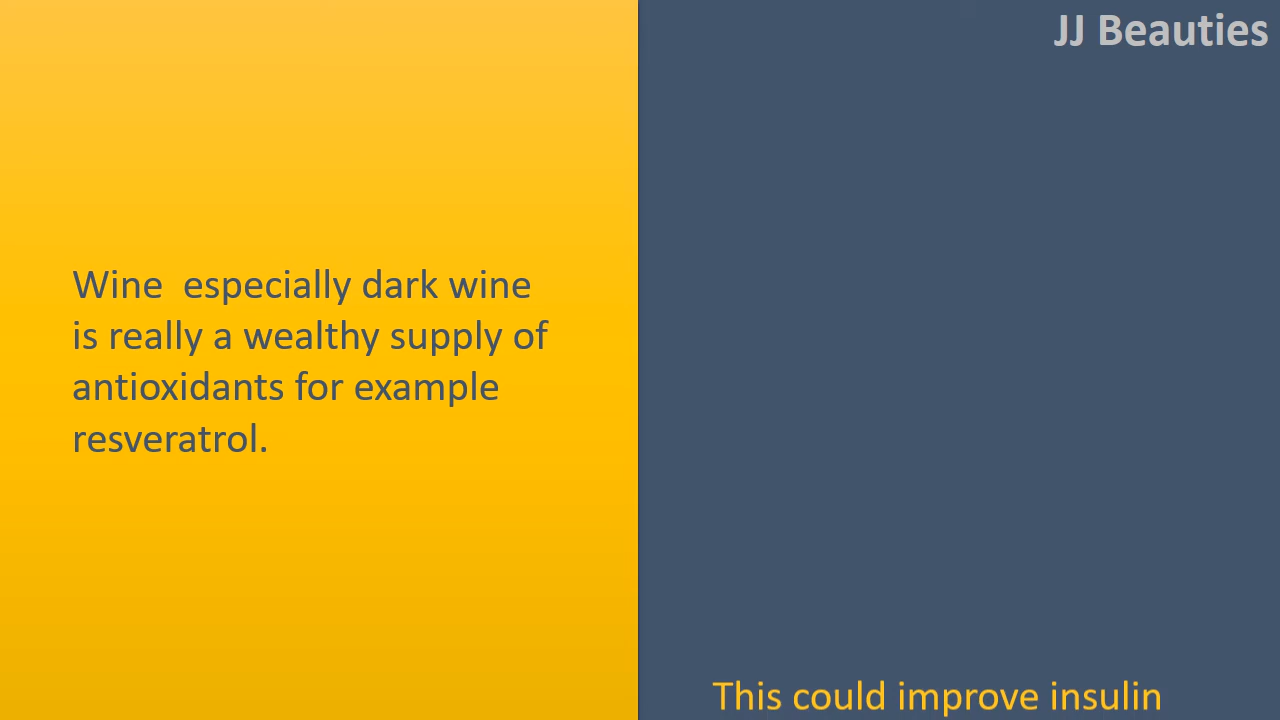 JJ Beauties
Wine  especially dark wine
is really a wealthy supply of
antioxidants for example
resveratrol.
This could improve insulin